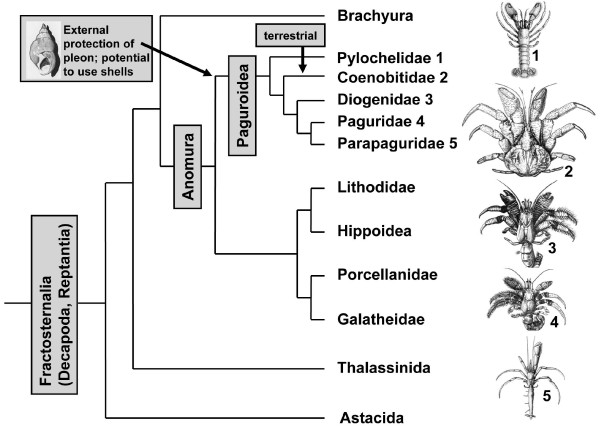 External
protection of
pleon; potential
to use shells
terrestrial
Brachyura
Pylochelidae 1
Coenobitidae 2
Diogenidae 3
Paguridae 4
Parapaguridae 5
Paguroidea
Anomura
Lithodidae
Hippoidea
Porcellanidae
Galatheidae
Fractosternalia
(Decapoda, Reptantia)
Thalassinida
Astacida
1
2
3
4
5